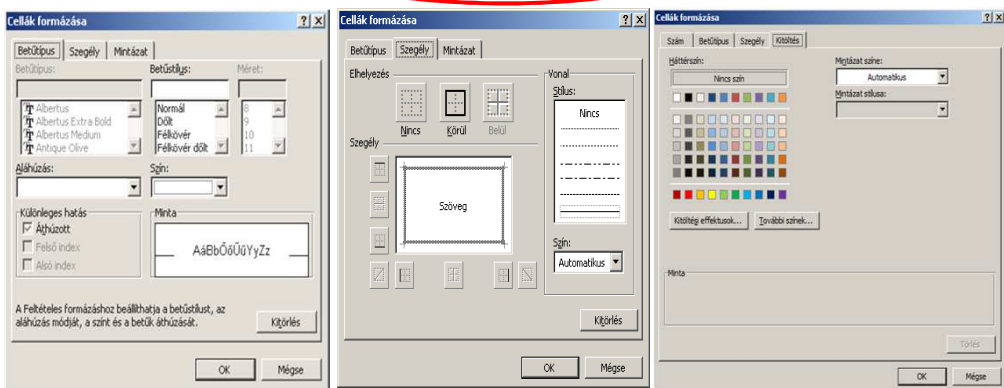 Cellák formázása
Betűtípus Szegély Mintázat
Betűtípus: Betűstílus: Méret:
Albertus Normál 8
Albertus Extra Bold Dőlt 9
Albertus Medium Félkövér 10
Antique Olive Félkövér dőlt 11
Aláhúzás: Szín:
Különleges hatás Minta
Áthúzott
Felső index
Alsó index
AáBbŐőŰűYyZz
A Feltételes formázáshoz beállíthatja a betűstílust, az
aláhúzás módját, a színt és a betűk áthúzását.
Kitörlés
OK Mégse
Cellák formázása
Betűtípus Szegély Mintázat
Elhelyezés
Nincs Körül Belül
Szegély
Szöveg
Vonal
Stílus:
Nincs
Szín:
Automatikus
Kitörlés
OK Mégse
Cellák formázása
Szám Betűtípus Szegély Kitöltés
Háttérszín:
Nincs szín
Mintázat színe:
Automatikus
Mintázat stílusa:
Kitöltési effektusok... További színek...
Minta
Törlés
OK Mégse